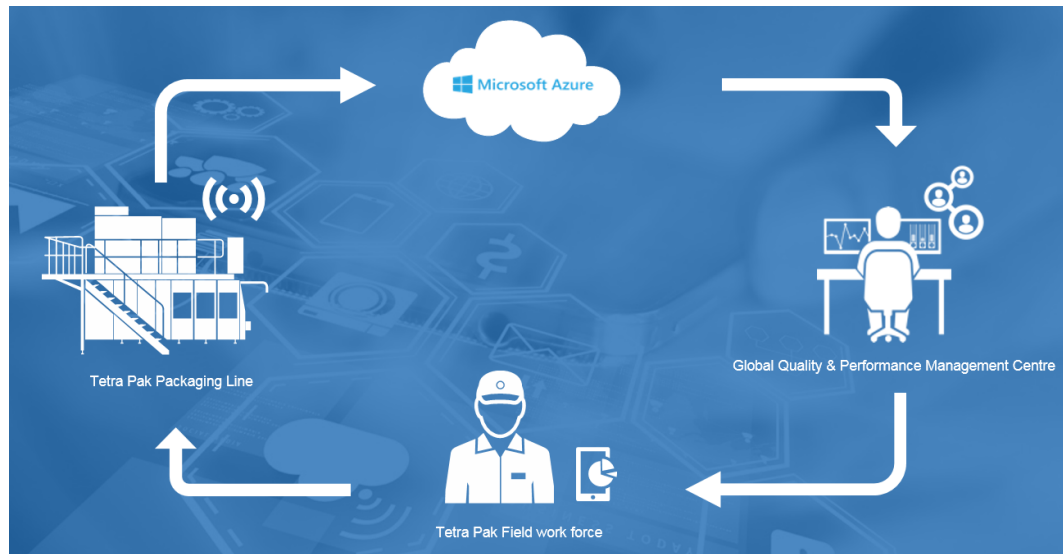 Microsoft Azure
Tetra Pak Packaging Line
Global Quality & Performance Management Centre
Tetra Pak Field work force